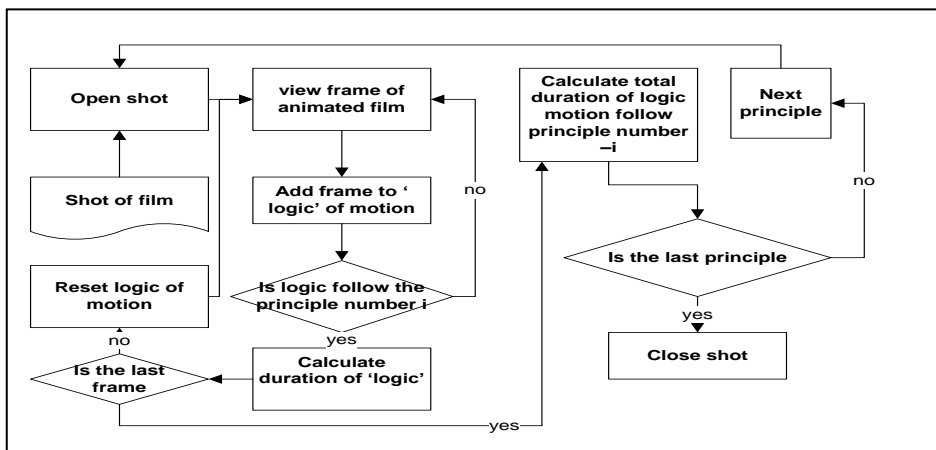 Open shot
Shot of film
Reset logic of
motion
no
Is the last
frame
view frame of
animated film
Add frame to ‘
logic’ of motion
Is logic follow the
principle number i
no
yes
Calculate
duration of ‘logic’
yes
Calculate total
duration of logic
motion follow
principle number
–i
Next
principle
no
Is the last principle
yes
Close shot